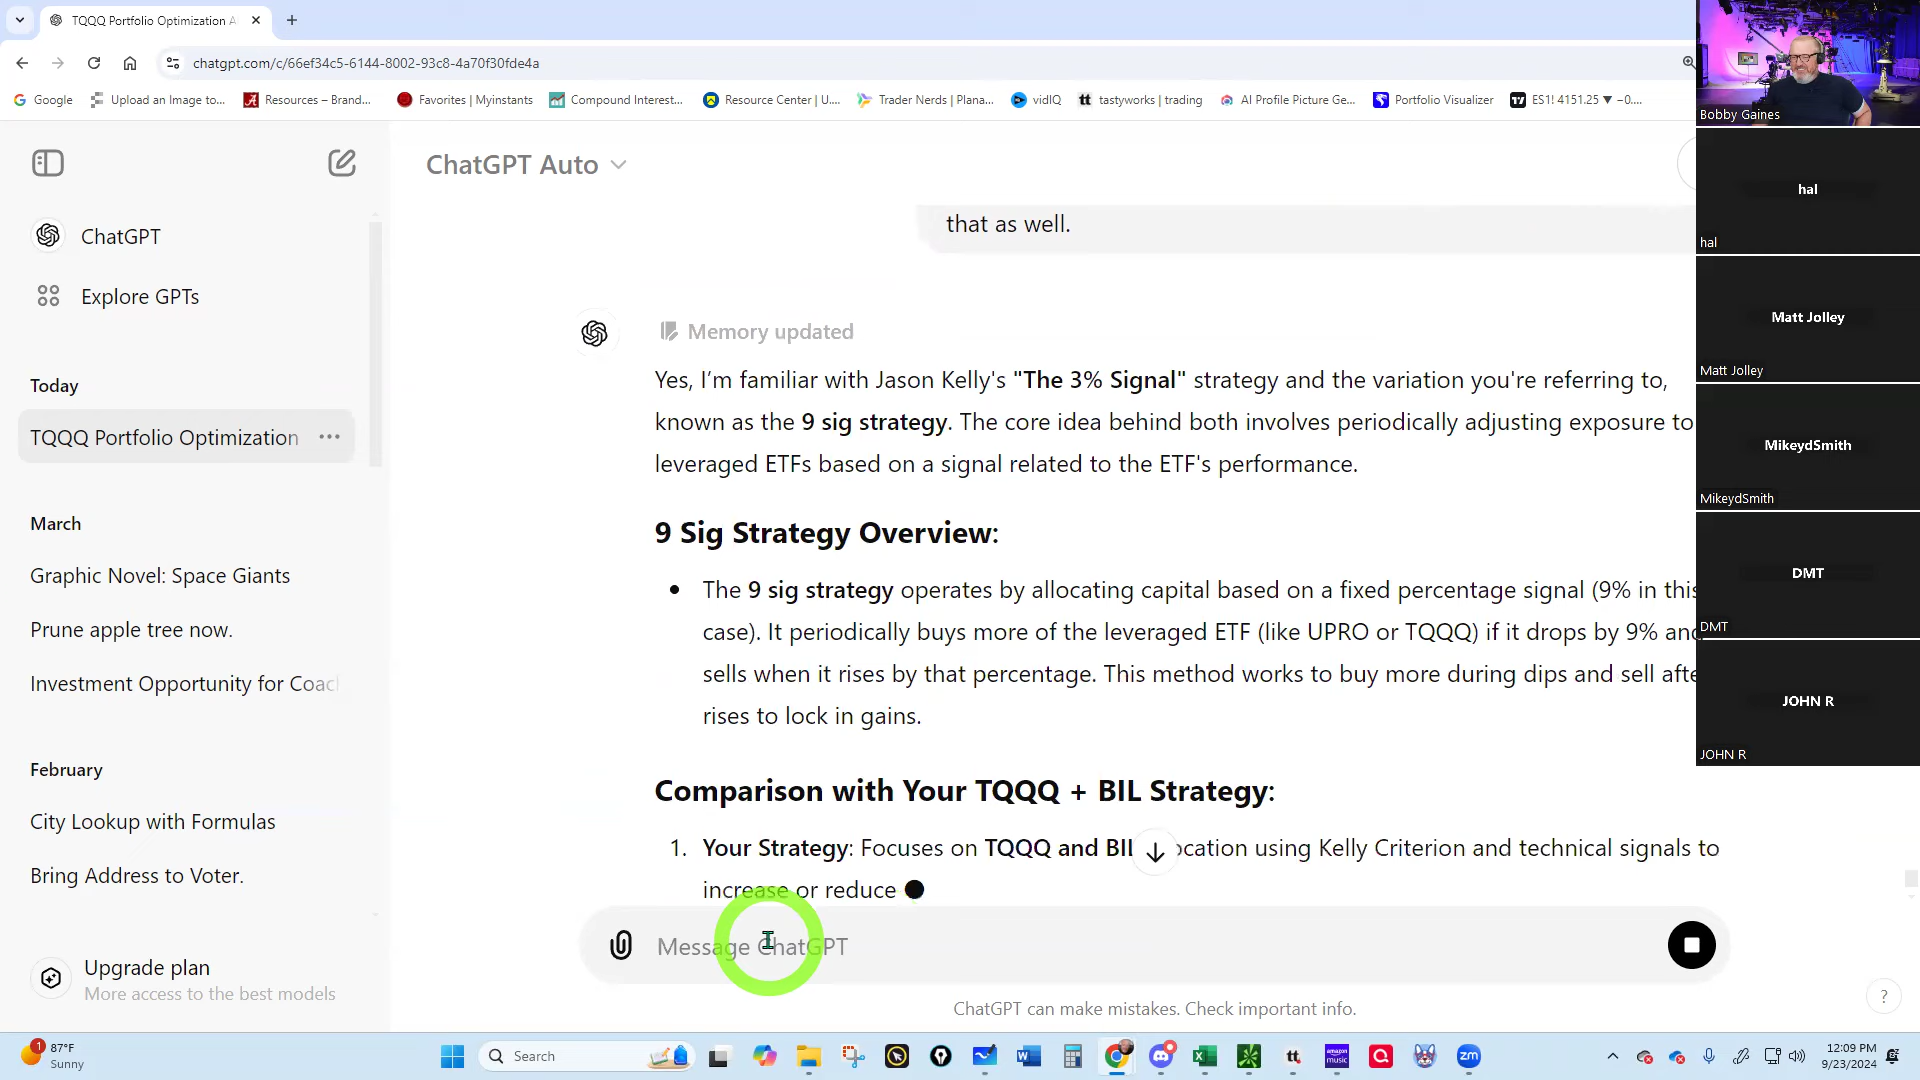 TQQQ Portfolio Optimization A
chatgpt.com/c/66ef34c5-6144-8002-93c8-4a70f30fde4a
Google
Upload an Image to...
Resources – Brand...
Favorites | Myinstants
Compound Interest...
Resource Center | U....
Trader Nerds | Plana...
vidIQ
tastyworks | trading
AI Profile Picture Ge...
Portfolio Visualizer
ES1! 4151.25 ▼ −0....
Bobby Gaines
hal
hal
Matt Jolley
Matt Jolley
MikeydSmith
MikeydSmith
DMT
DMT
JOHN R
JOHN R
ChatGPT
Explore GPTs
Today
TQQQ Portfolio Optimization
March
Graphic Novel: Space Giants
Prune apple tree now.
Investment Opportunity for Coach
February
City Lookup with Formulas
Bring Address to Voter.
Upgrade plan
More access to the best models
ChatGPT Auto
that as well.
Memory updated
Yes, I’m familiar with Jason Kelly's "The 3% Signal" strategy and the variation you're referring to,
known as the 9 sig strategy. The core idea behind both involves periodically adjusting exposure to
leveraged ETFs based on a signal related to the ETF's performance.
9 Sig Strategy Overview:
• The 9 sig strategy operates by allocating capital based on a fixed percentage signal (9% in this
case). It periodically buys more of the leveraged ETF (like UPRO or TQQQ) if it drops by 9% and
sells when it rises by that percentage. This method works to buy more during dips and sell afte
rises to lock in gains.
Comparison with Your TQQQ + BIL Strategy:
1. Your Strategy: Focuses on TQQQ and BIL ocation using Kelly Criterion and technical signals to
increase or reduce
Message ChatGPT
ChatGPT can make mistakes. Check important info.
?
1
87°F
Sunny
Search
12:09 PM
9/23/2024